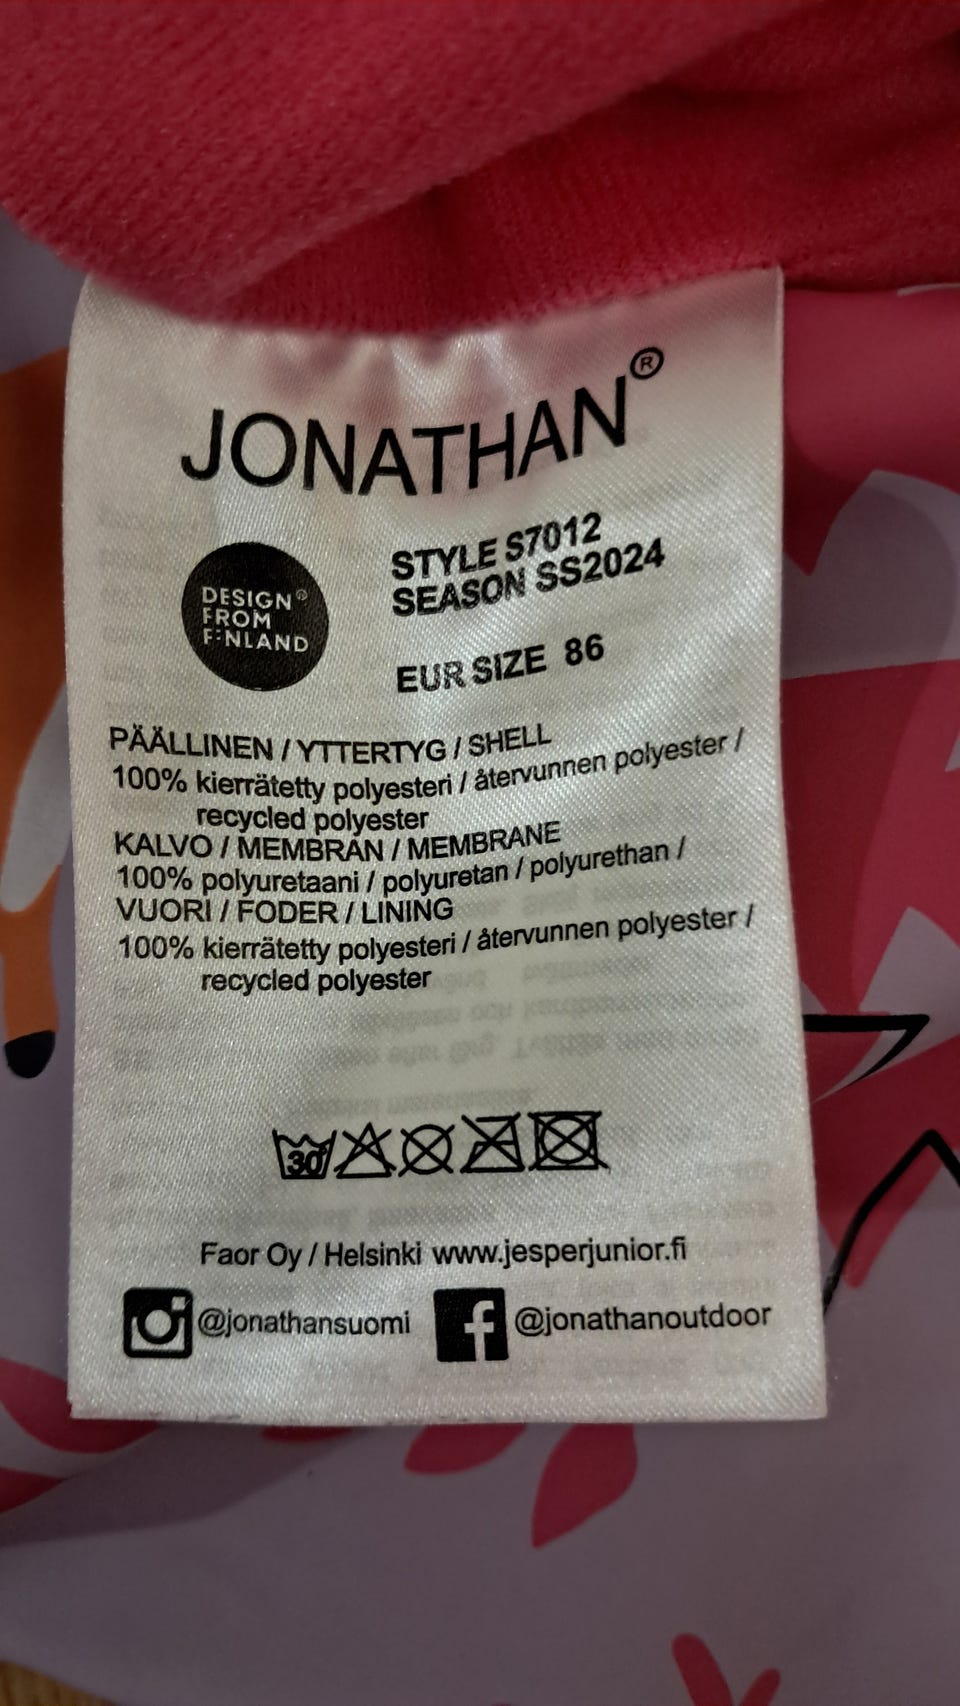 JONATHAN®
DESIGN®
FROM
FINLAND
STYLE S7012
SEASON SS2024
EUR SIZE 86
PÄÄLLINEN / YTTERTYG / SHELL
100% kierrätetty polyesteri / återvunnen polyester /
recycled polyester
KALVO / MEMBRAN / MEMBRANE
100% polyuretaani / polyuretan / polyurethan /
VUORI / FODER / LINING
100% kierrätetty polyesteri / återvunnen polyester /
recycled polyester
30
Faor Oy / Helsinki www.jesperjunior.fi
@jonathansuomi @jonathanoutdoor